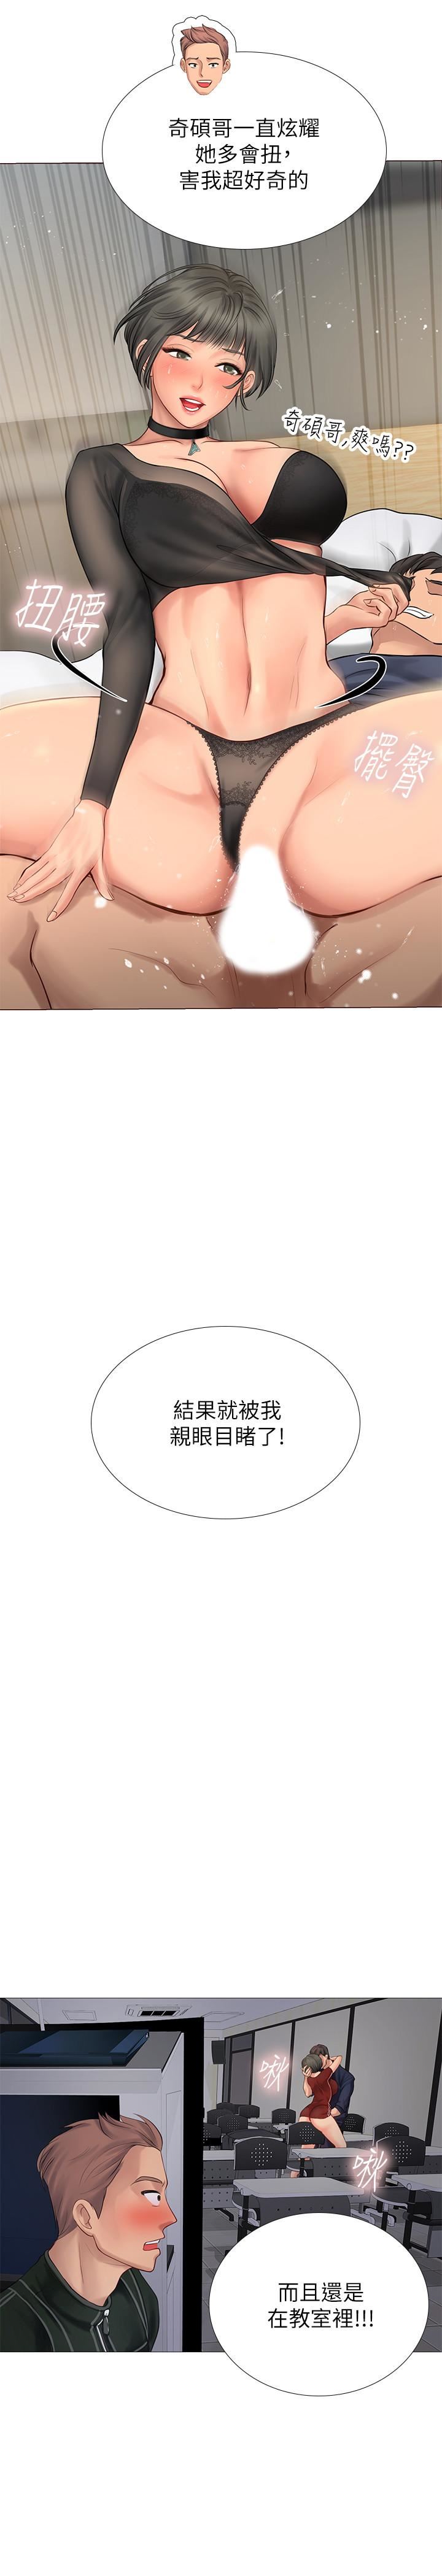 奇碩哥一直炫耀
她多會扭，
害我超好奇的
奇碩哥，爽嗎??
扭腰
擺臀
結果就被我
親眼目睹了!
啾
啾
而且還是
在教室裡!!!